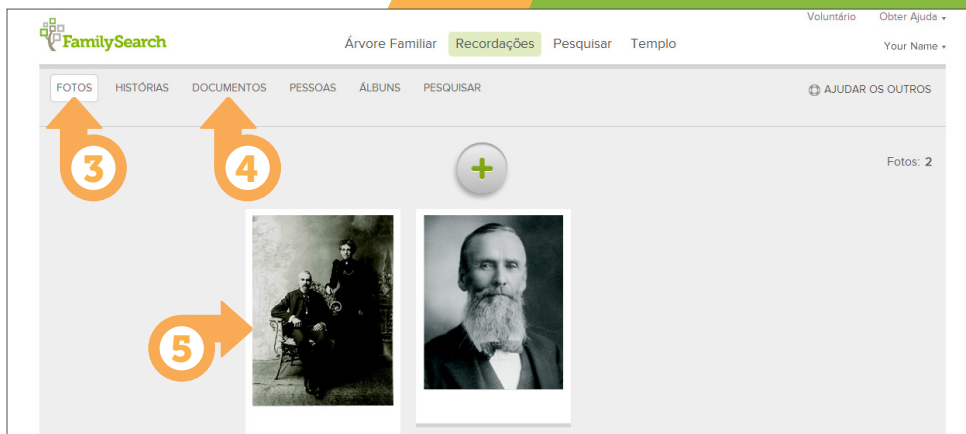 Voluntário Obter Ajuda
FamilySearch
Árvore Familiar Recordações Pesquisar Templo
Your Name
FOTOS HISTÓRIAS DOCUMENTOS PESSOAS ÁLBUNS PESQUISAR
AJUDAR OS OUTROS
3 4
+
Fotos: 2
5